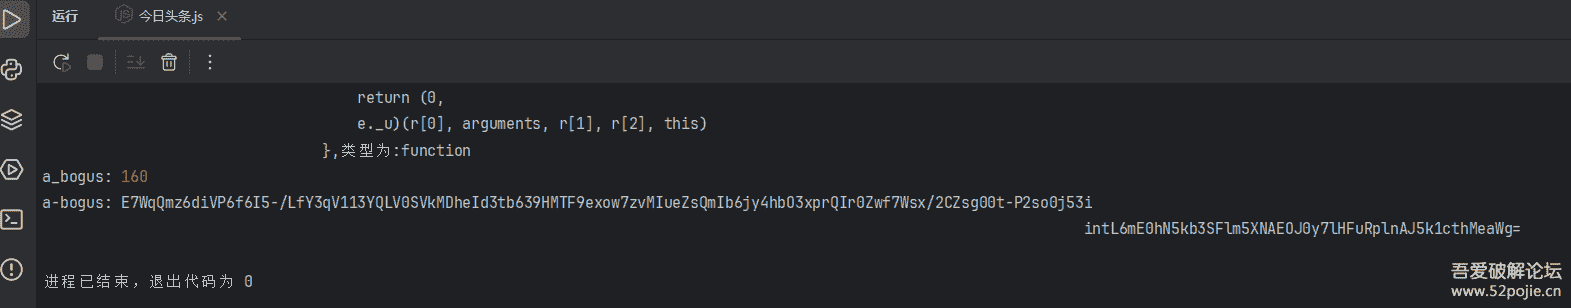 运行
今日头条.js
return (0,
e._u)(r[0], arguments, r[1], r[2], this)
},类型为:function
a_bogus: 160
a-bogus: E7WqQmz6diVP6f6I5-/LfY3qV113YQLV0SVkMDheId3tb639HMTF9exow7zvMIueZsQmIb6jy4hbO3xprQIr0Zwf7Wsx/2CZsg00t-P2so0j53i
intL6mE0hN5kb3SFlm5XNAEOJ0y7lHFuRplnAJ5k1cthMeaWg=
进程已结束，退出代码为 0
吾爱破解论坛
www.52pojie.cn